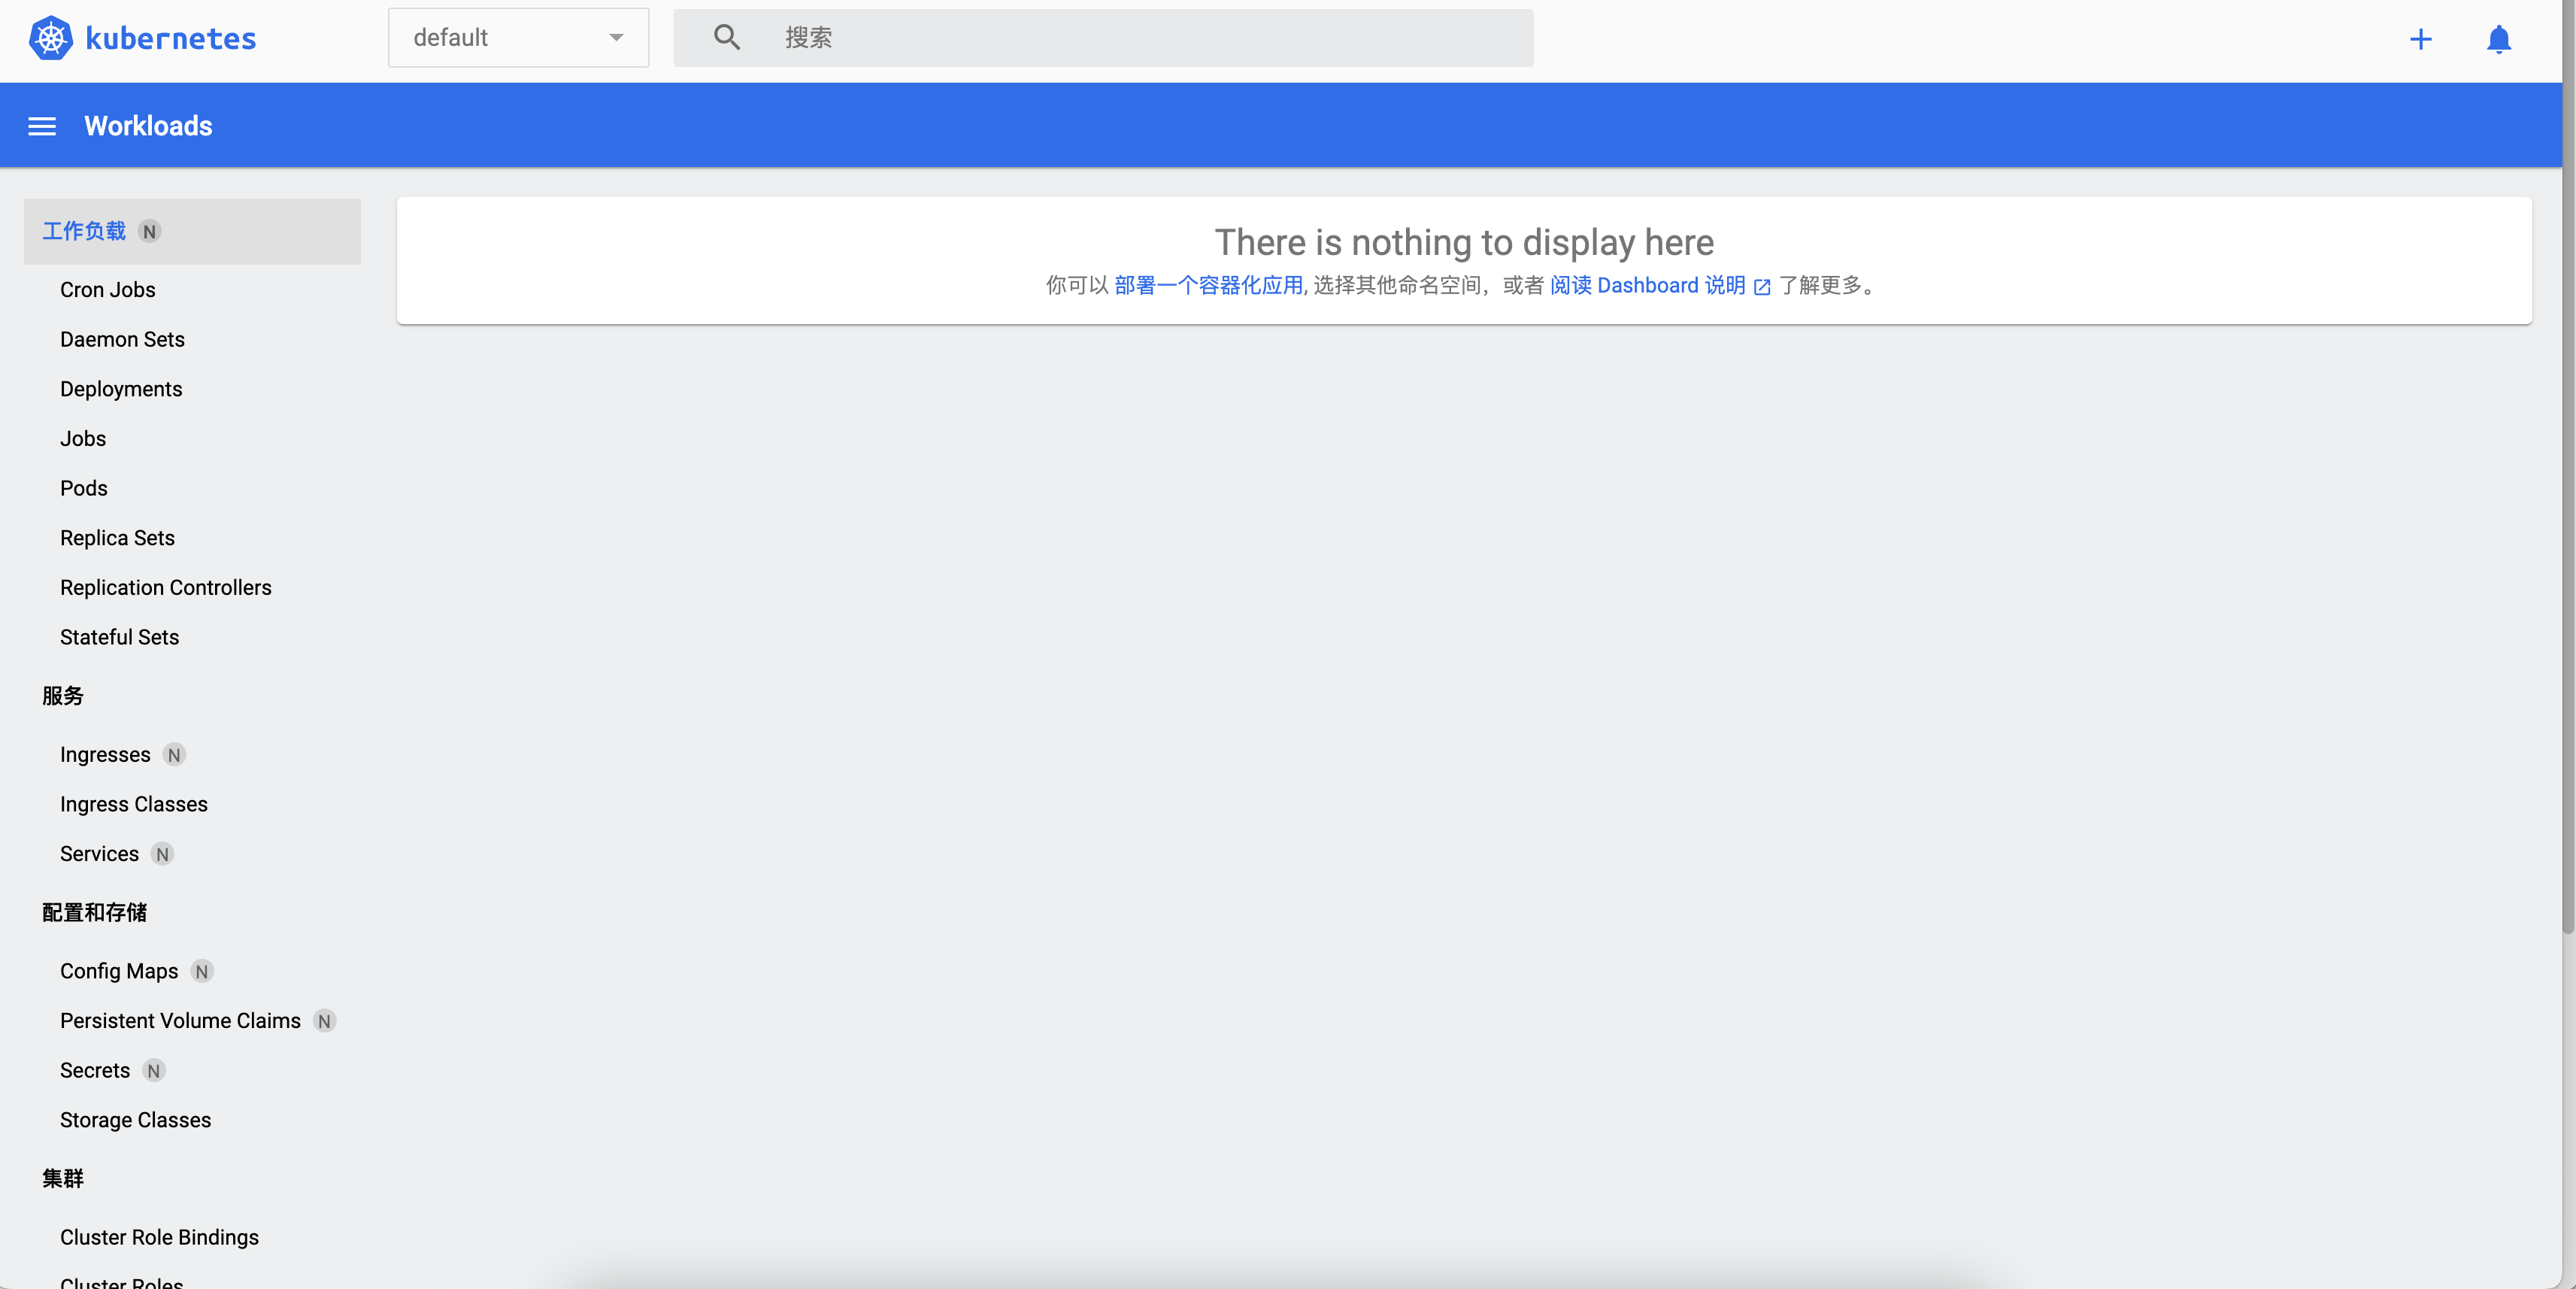 kubernetes
default
搜索
Workloads
工作负载 N
Cron Jobs
Daemon Sets
Deployments
Jobs
Pods
Replica Sets
Replication Controllers
Stateful Sets
服务
Ingresses N
Ingress Classes
Services N
配置和存储
Config Maps N
Persistent Volume Claims N
Secrets N
Storage Classes
集群
Cluster Role Bindings
Cluster Roles
There is nothing to display here
你可以 部署一个容器化应用, 选择其他命名空间，或者 阅读 Dashboard 说明 了解更多。